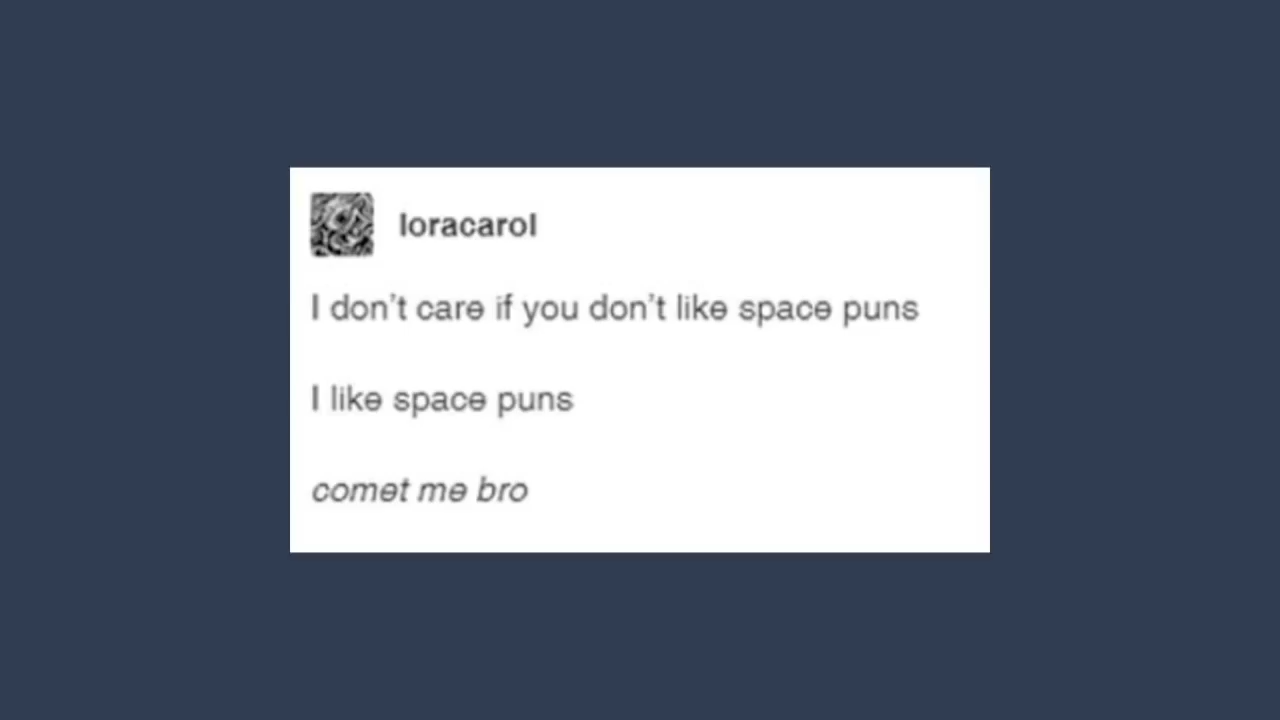 loracarol
I don't care if you don't like space puns
I like space puns
comet me bro